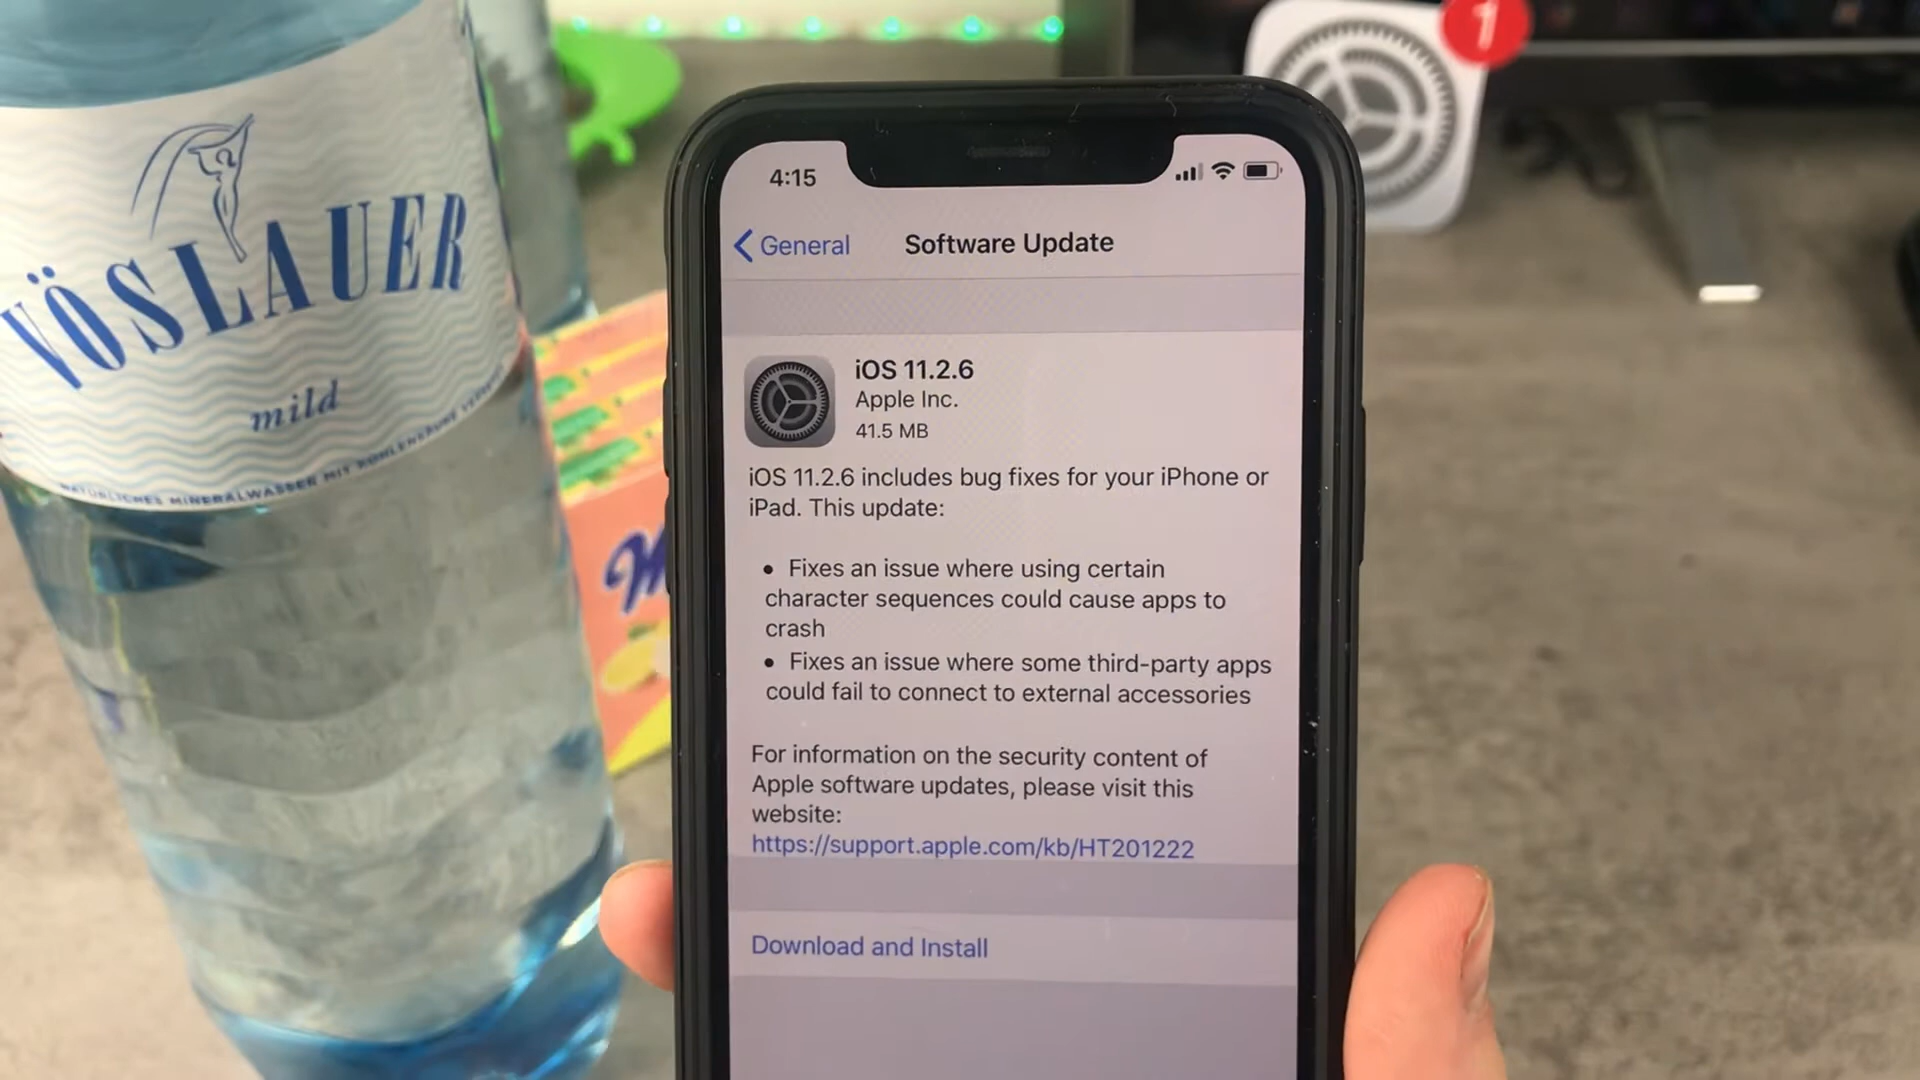 VÖSLAUER
mild
NATÜRLICHES MINERALWASSER MIT KOHLENSÄURE
1
4:15
General
Software Update
iOS 11.2.6
Apple Inc.
41.5 MB
iOS 11.2.6 includes bug fixes for your iPhone or
iPad. This update:
• Fixes an issue where using certain
character sequences could cause apps to
crash
• Fixes an issue where some third-party apps
could fail to connect to external accessories
For information on the security content of
Apple software updates, please visit this
website:
https://support.apple.com/kb/HT201222
Download and Install